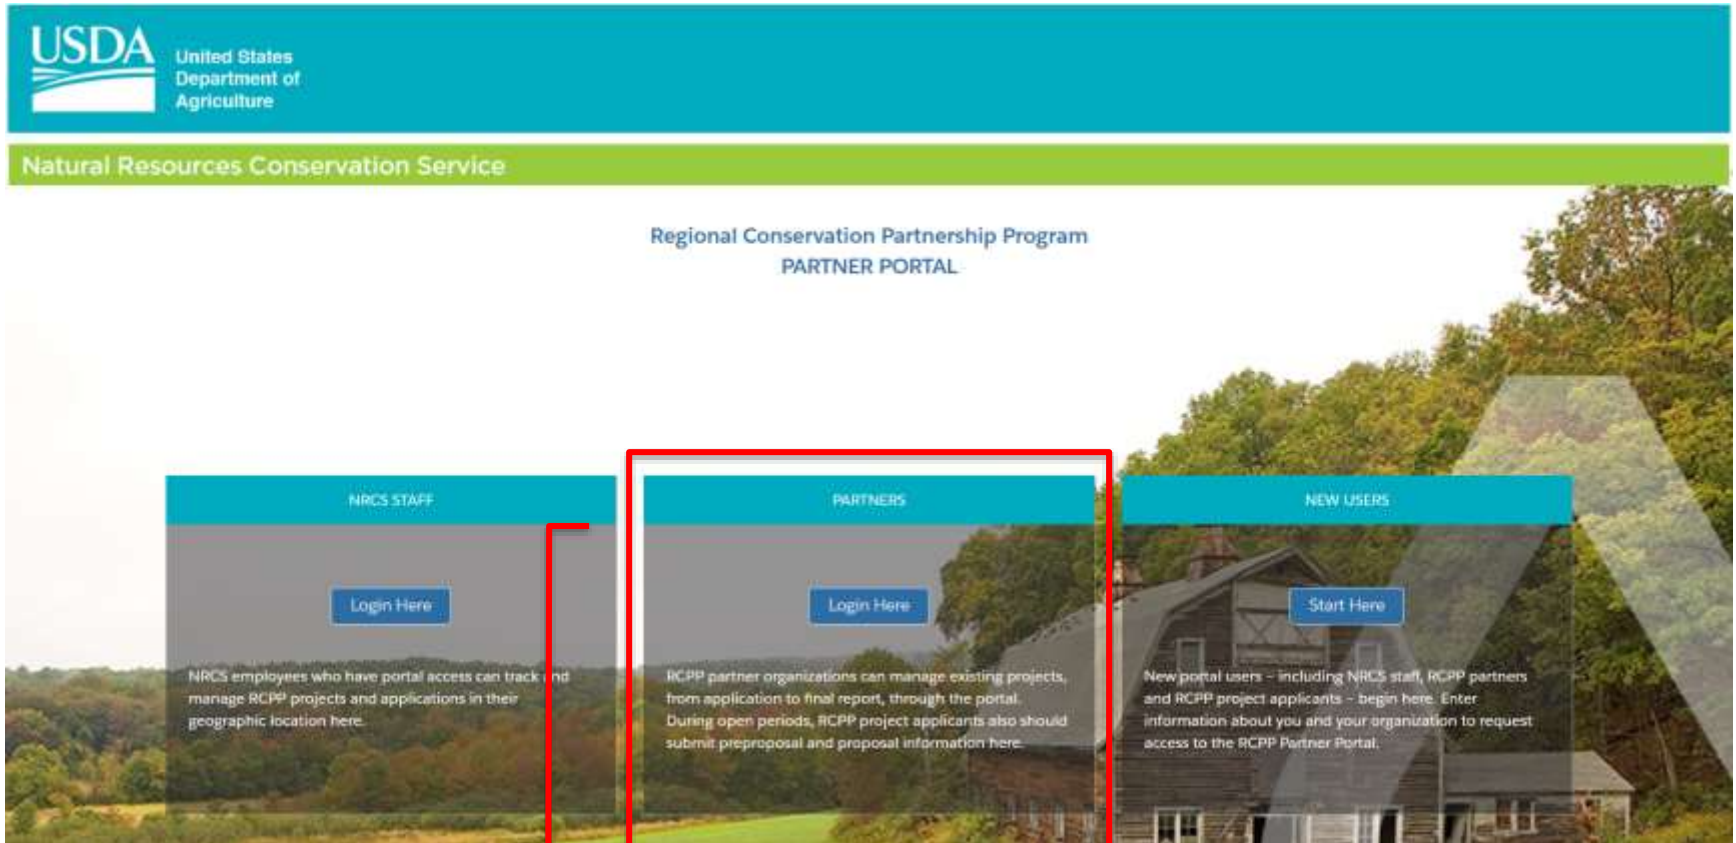 USDA
United States
Department of
Agriculture
Natural Resources Conservation Service
Regional Conservation Partnership Program
PARTNER PORTAL
NRCS STAFF
Login Here
NRCS employees who have portal access can track and
manage RCPP projects and applications in their
geographic location here.
PARTNERS
Login Here
RCPP partner organizations can manage existing projects,
from application to final report, through the portal.
During open periods, RCPP project applicants also should
submit preproposal and proposal information here.
NEW USERS
Start Here
New portal users – including NRCS staff, RCPP partners
and RCPP project applicants – begin here. Enter
information about you and your organization to request
access to the RCPP Partner Portal.